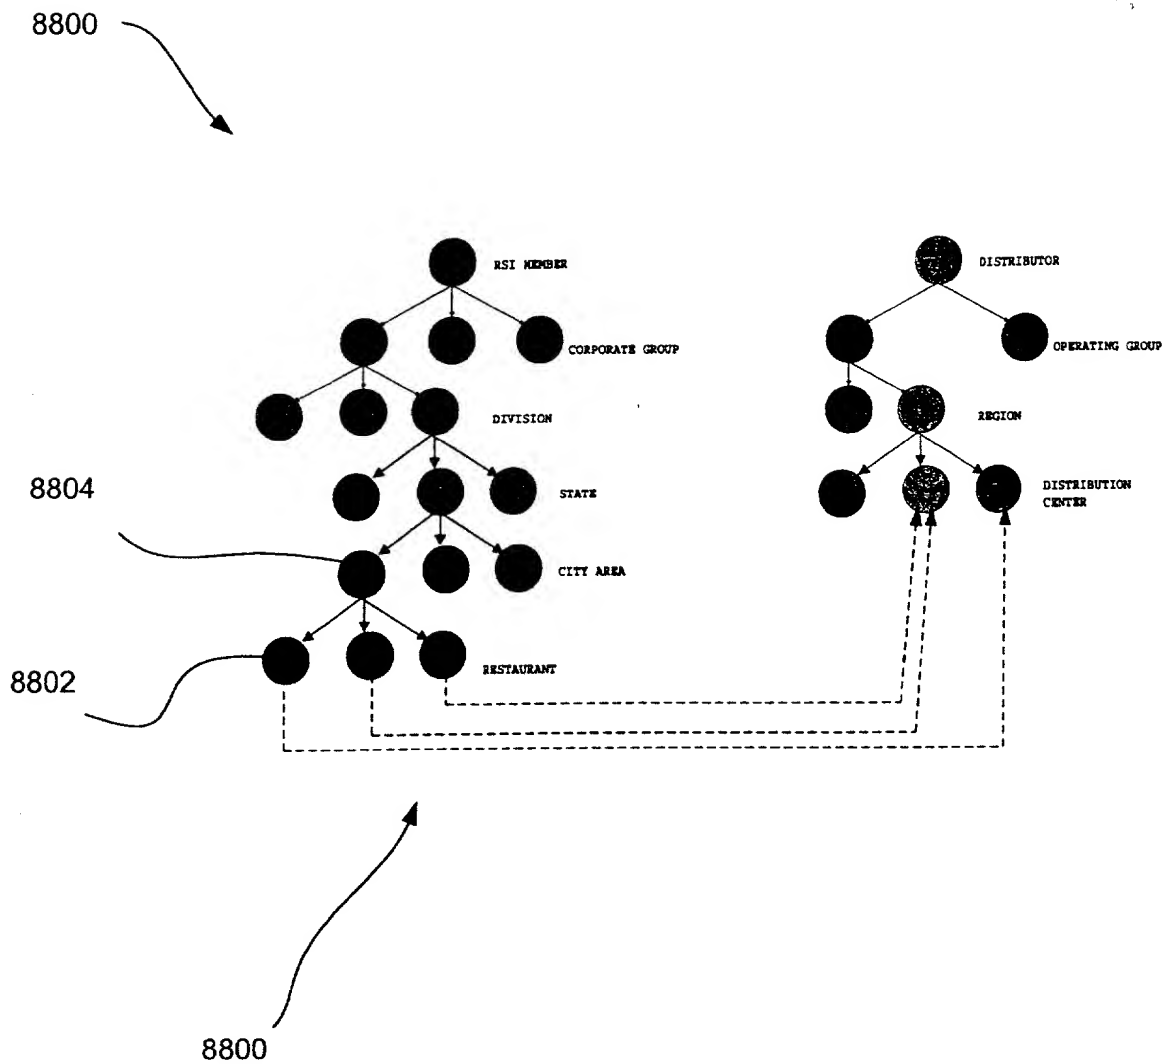 8800
RSI MEMBER
DISTRIBUTOR
CORPORATE GROUP
OPERATING GROUP
DIVISION
REGION
8804
STATE
DISTRIBUTION
CENTER
CITY AREA
8802
RESTAURANT
8800